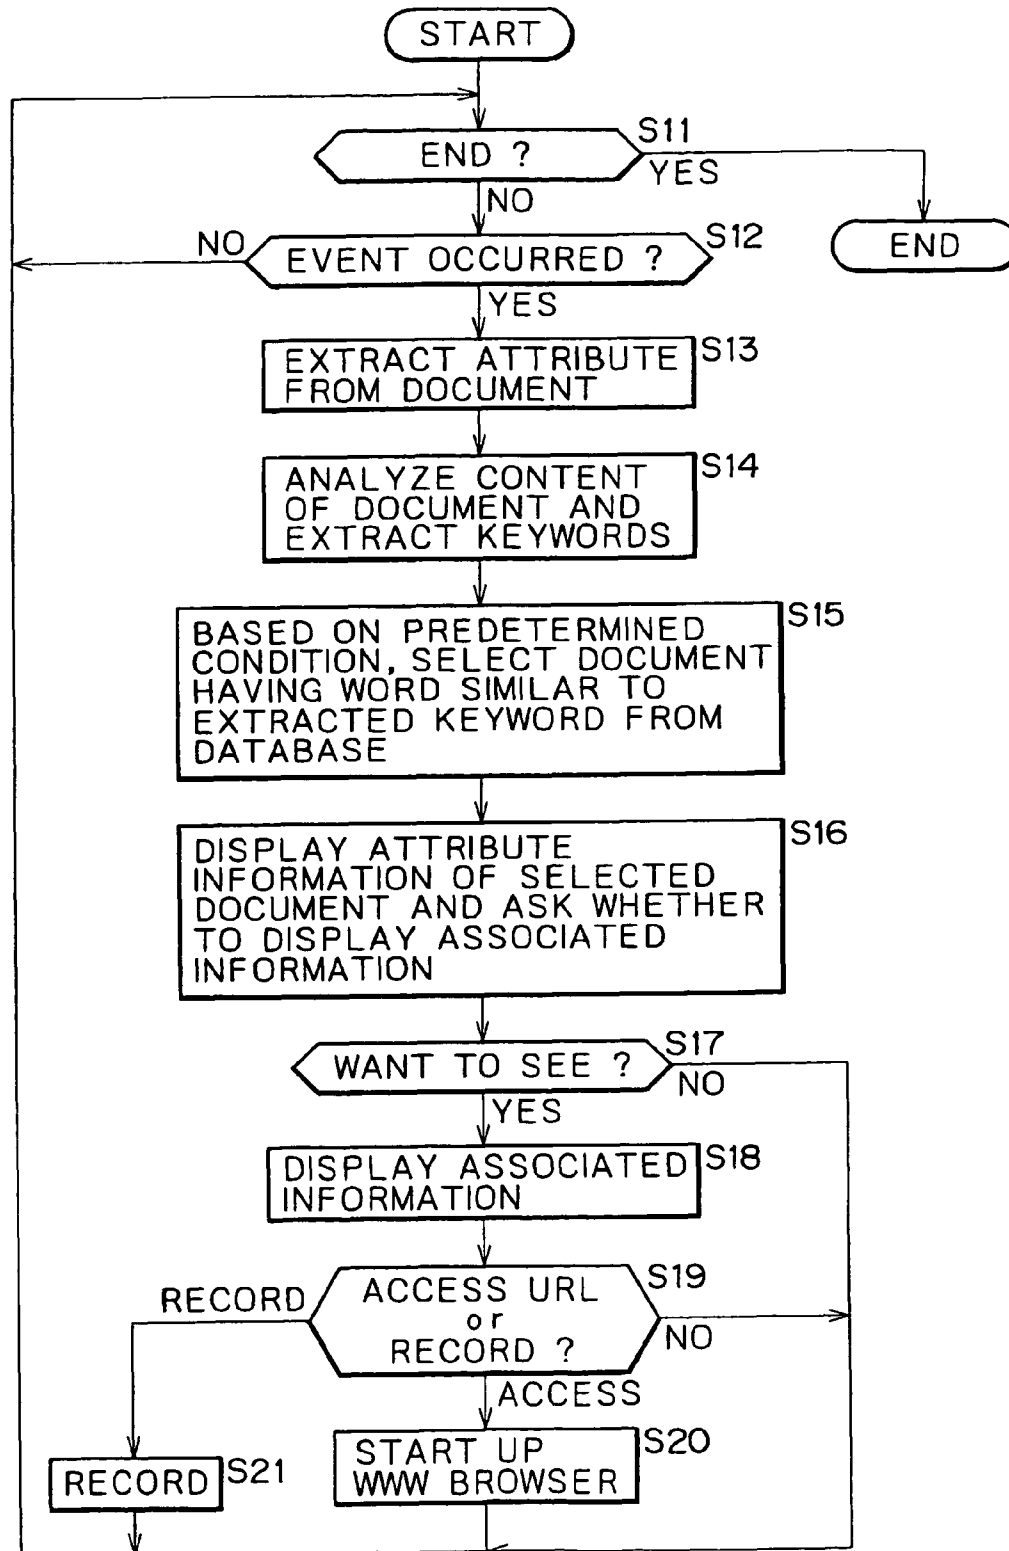 START
END ?
S11
YES
NO
NO
EVENT OCCURRED ?
S12
END
YES
EXTRACT ATTRIBUTE
FROM DOCUMENT
S13
ANALYZE CONTENT
OF DOCUMENT AND
EXTRACT KEYWORDS
S14
BASED ON PREDETERMINED
CONDITION, SELECT DOCUMENT
HAVING WORD SIMILAR TO
EXTRACTED KEYWORD FROM
DATABASE
S15
DISPLAY ATTRIBUTE
INFORMATION OF SELECTED
DOCUMENT AND ASK WHETHER
TO DISPLAY ASSOCIATED
INFORMATION
S16
WANT TO SEE ?
S17
NO
YES
DISPLAY ASSOCIATED
INFORMATION
S18
RECORD
ACCESS URL
or
RECORD ?
S19
NO
ACCESS
START UP
WWW BROWSER
S20
RECORD
S21